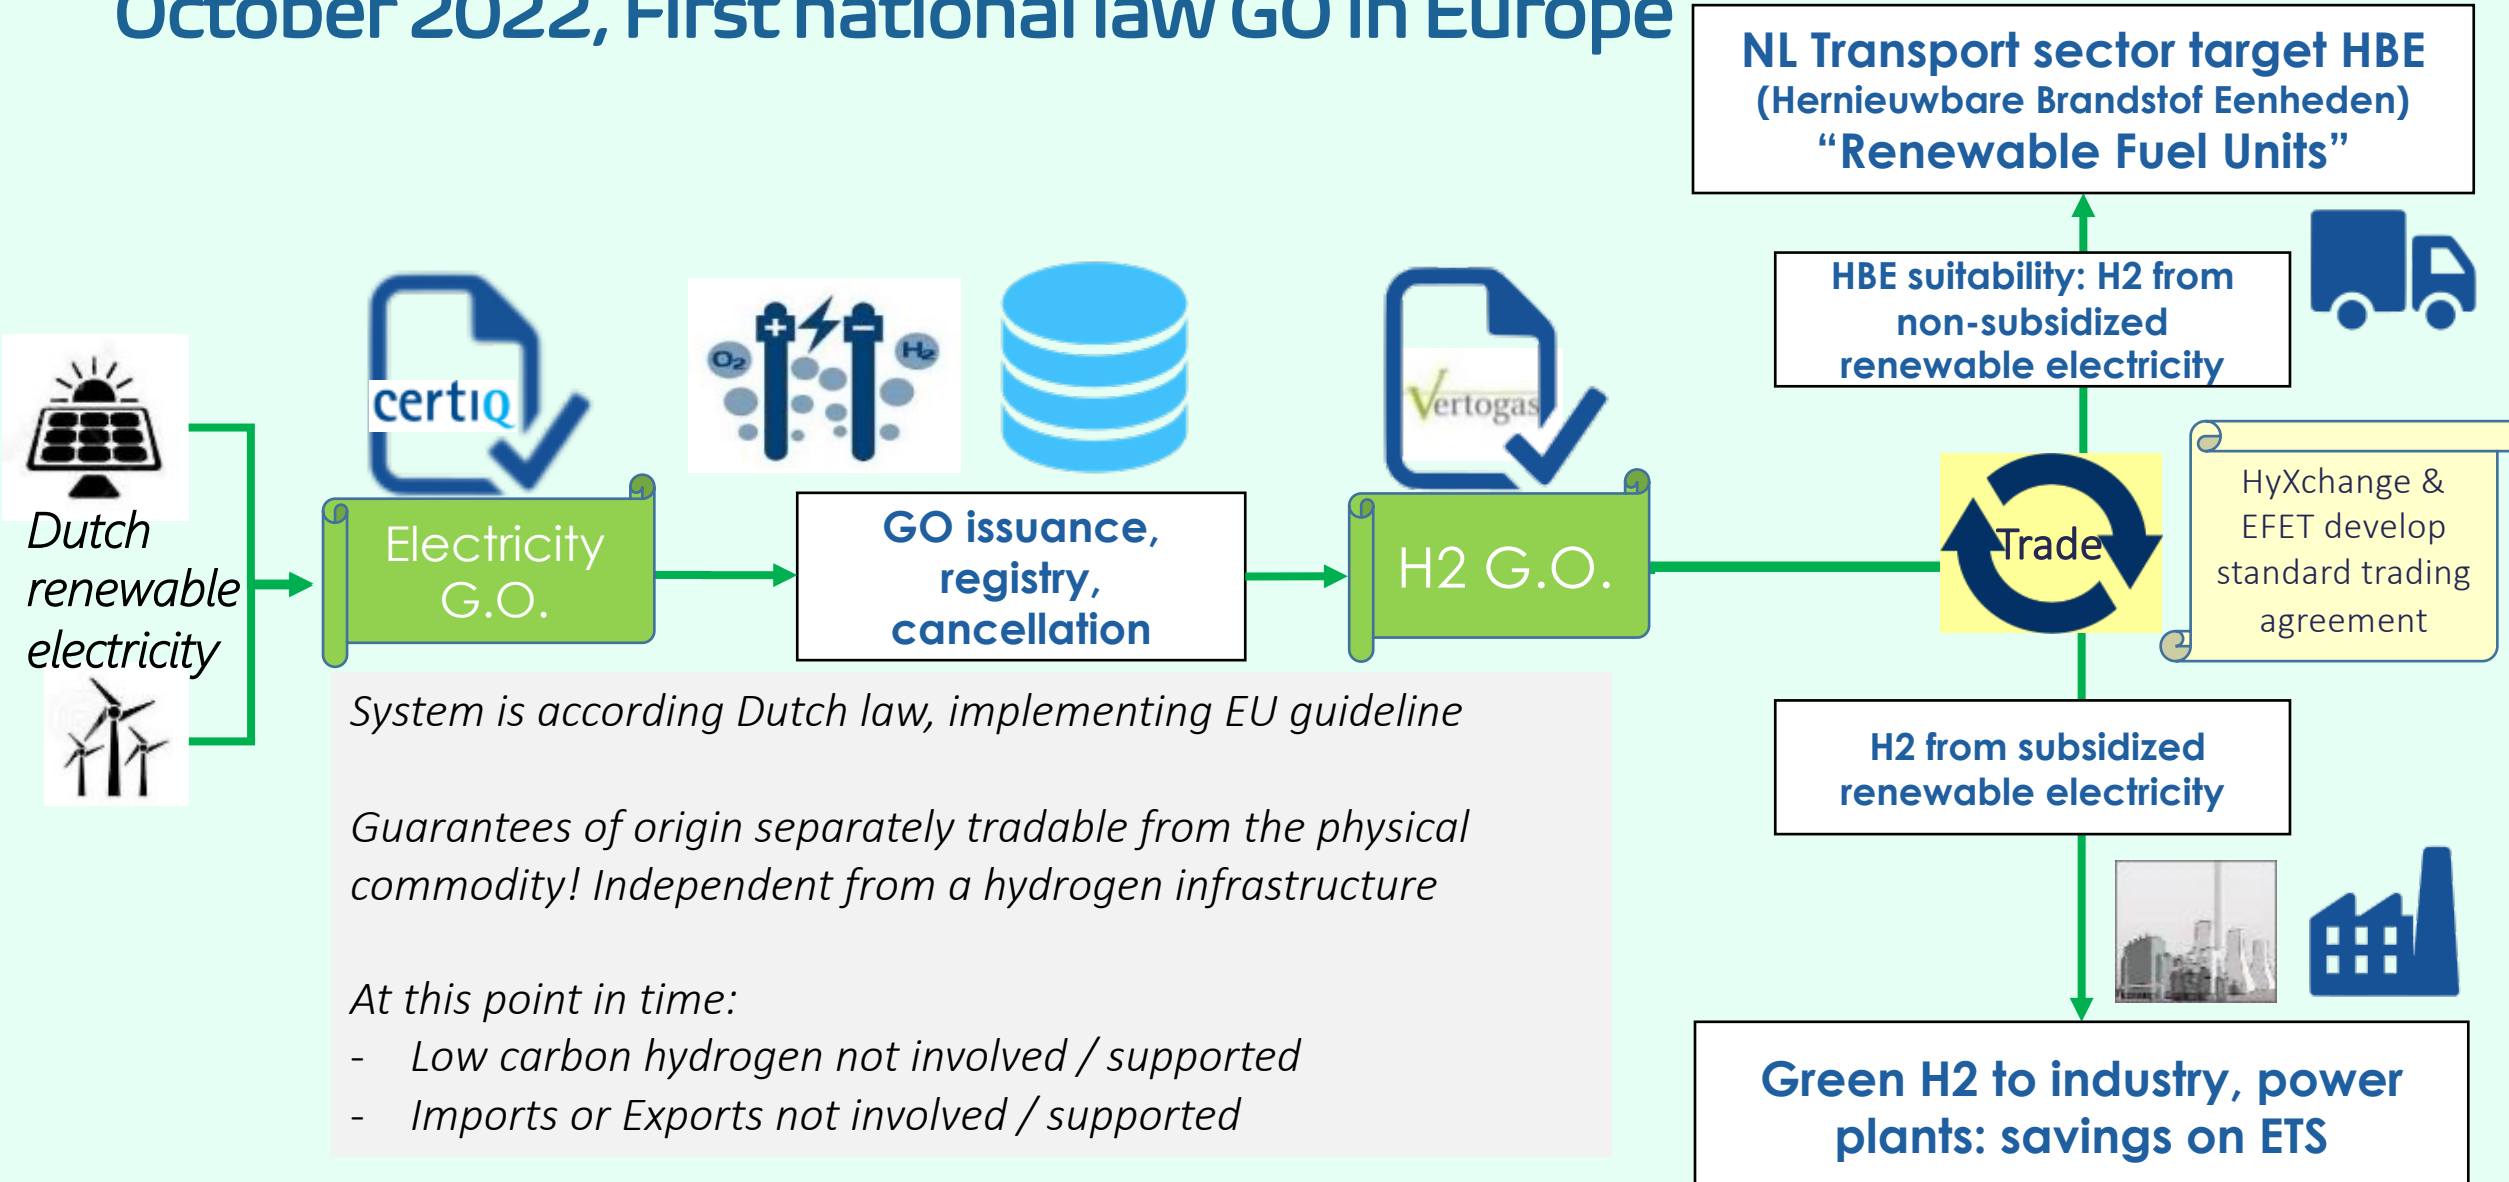 October 2022, First national law GO in Europe
NL Transport sector target HBE
(Hernieuwbare Brandstof Eenheden)
“Renewable Fuel Units”
HBE suitability: H2 from
non-subsidized
renewable electricity
certiQ
O2
H2
Vertogas
Dutch
renewable
electricity
Electricity
G.O.
GO issuance,
registry,
cancellation
H2 G.O.
Trade
HyXchange &
EFET develop
standard trading
agreement
System is according Dutch law, implementing EU guideline
Guarantees of origin separately tradable from the physical
commodity! Independent from a hydrogen infrastructure
At this point in time:
- Low carbon hydrogen not involved / supported
- Imports or Exports not involved / supported
H2 from subsidized
renewable electricity
Green H2 to industry, power
plants: savings on ETS